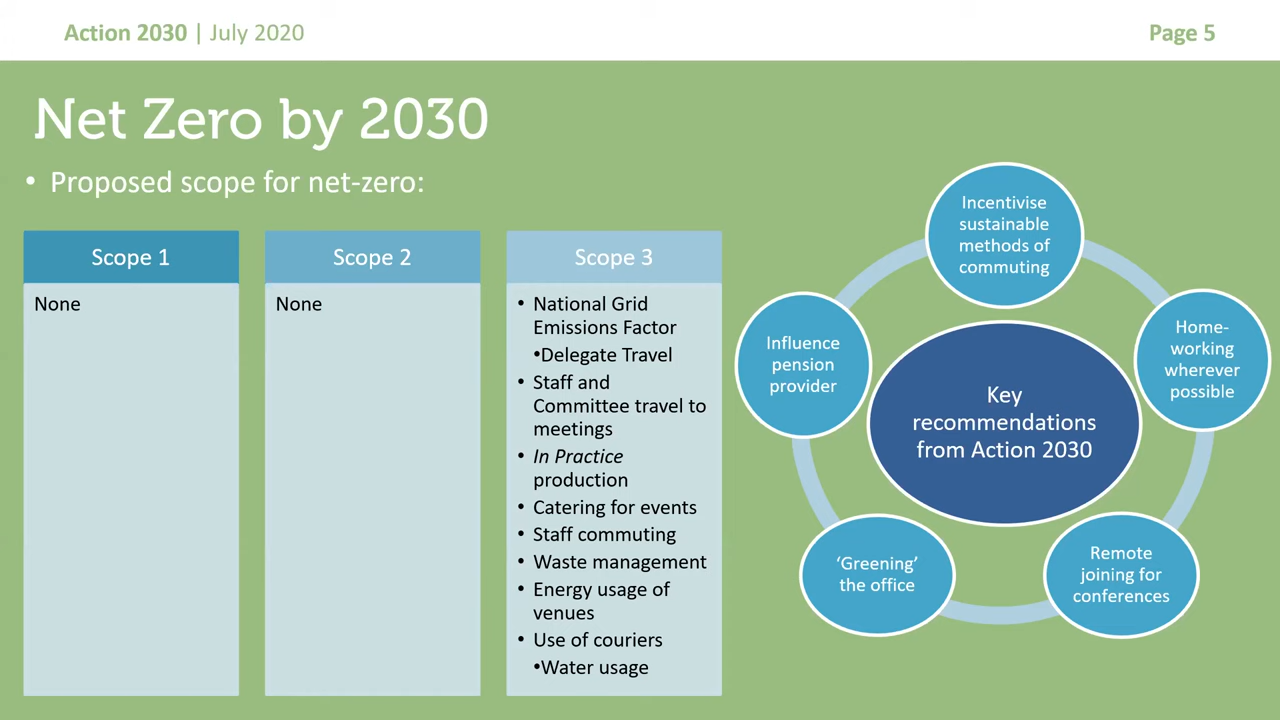 Action 2030 | July 2020
Page 5
Net Zero by 2030
• Proposed scope for net-zero:
Scope 1
None
Scope 2
None
Scope 3
• National Grid
Emissions Factor
•Delegate Travel
• Staff and
Committee travel to
meetings
• In Practice
production
• Catering for events
• Staff commuting
• Waste management
• Energy usage of
venues
• Use of couriers
•Water usage
Key
recommendations
from Action 2030
Incentivise
sustainable
methods of
commuting
Home-
working
wherever
possible
Remote
joining for
conferences
‘Greening’
the office
Influence
pension
provider